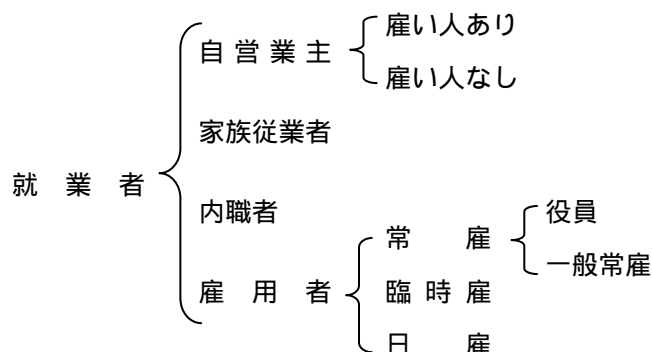 雇い人あり
自営業主
雇い人なし
家族従業者
就業者
内職者
役員
常雇
一般常雇
雇用者
臨時雇
日雇